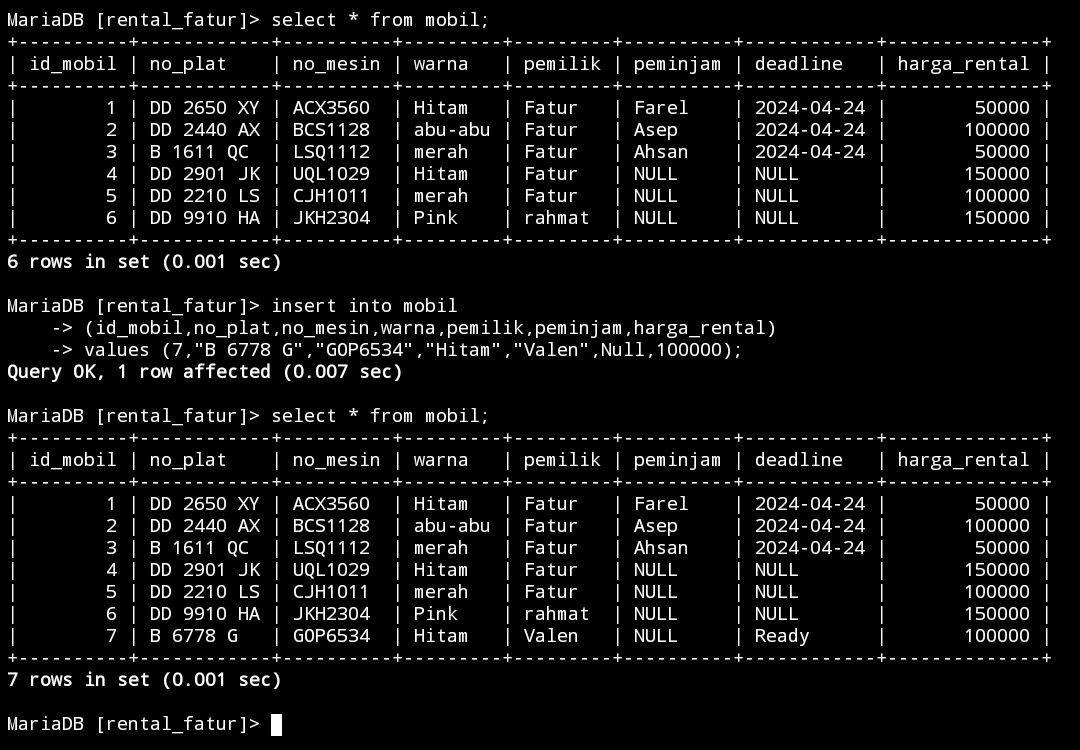 MariaDB [rental_fatur]> select * from mobil;
+----------+------------+----------+---------+---------+----------+------------+--------------+
| id_mobil | no_plat    | no_mesin | warna   | pemilik | peminjam | deadline   | harga_rental |
+----------+------------+----------+---------+---------+----------+------------+--------------+
|        1 | DD 2650 XY | ACX3560  | Hitam   | Fatur   | Farel    | 2024-04-24 |        50000 |
|        2 | DD 2440 AX | BCS1128  | abu-abu | Fatur   | Asep     | 2024-04-24 |       100000 |
|        3 | B 1611 QC  | LSQ1112  | merah   | Fatur   | Ahsan    | 2024-04-24 |        50000 |
|        4 | DD 2901 JK | UQL1029  | Hitam   | Fatur   | NULL     | NULL       |       150000 |
|        5 | DD 2210 LS | CJH1011  | merah   | Fatur   | NULL     | NULL       |       100000 |
|        6 | DD 9910 HA | JKH2304  | Pink    | rahmat  | NULL     | NULL       |       150000 |
+----------+------------+----------+---------+---------+----------+------------+--------------+
6 rows in set (0.001 sec)
MariaDB [rental_fatur]> insert into mobil
    -> (id_mobil,no_plat,no_mesin,warna,pemilik,peminjam,harga_rental)
    -> values (7,"B 6778 G","GOP6534","Hitam","Valen",Null,100000);
Query OK, 1 row affected (0.007 sec)
MariaDB [rental_fatur]> select * from mobil;
+----------+------------+----------+---------+---------+----------+------------+--------------+
| id_mobil | no_plat    | no_mesin | warna   | pemilik | peminjam | deadline   | harga_rental |
+----------+------------+----------+---------+---------+----------+------------+--------------+
|        1 | DD 2650 XY | ACX3560  | Hitam   | Fatur   | Farel    | 2024-04-24 |        50000 |
|        2 | DD 2440 AX | BCS1128  | abu-abu | Fatur   | Asep     | 2024-04-24 |       100000 |
|        3 | B 1611 QC  | LSQ1112  | merah   | Fatur   | Ahsan    | 2024-04-24 |        50000 |
|        4 | DD 2901 JK | UQL1029  | Hitam   | Fatur   | NULL     | NULL       |       150000 |
|        5 | DD 2210 LS | CJH1011  | merah   | Fatur   | NULL     | NULL       |       100000 |
|        6 | DD 9910 HA | JKH2304  | Pink    | rahmat  | NULL     | NULL       |       150000 |
|        7 | B 6778 G   | GOP6534  | Hitam   | Valen   | NULL     | Ready      |       100000 |
+----------+------------+----------+---------+---------+----------+------------+--------------+
7 rows in set (0.001 sec)
MariaDB [rental_fatur]>